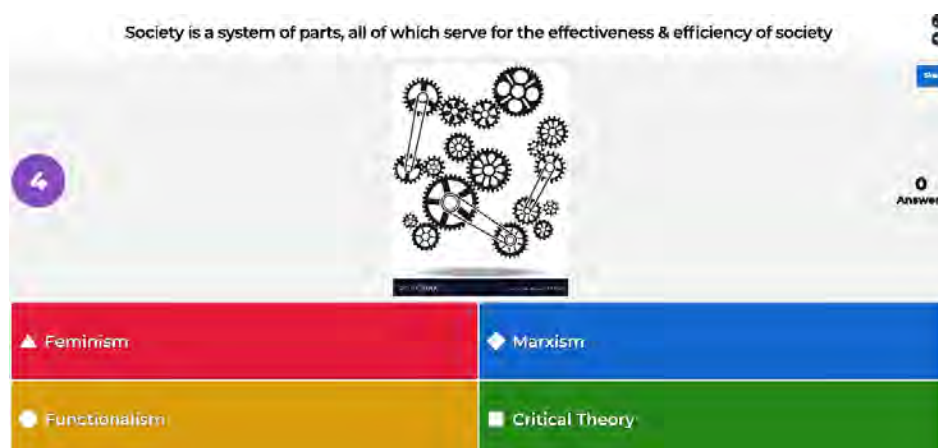 Society is a system of parts, all of which serve for the effectiveness & efficiency of society
4
0
Feminism
Marxism
Functionalism
Critical Theory